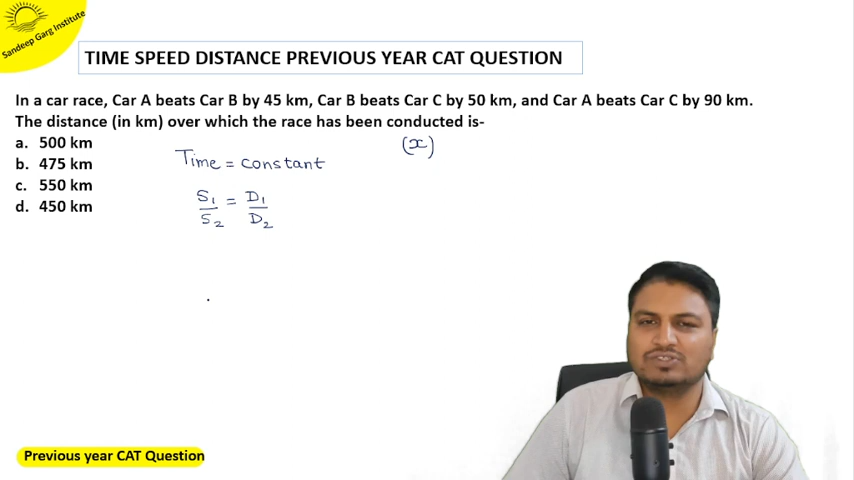 Sandeep Garg Institute
TIME SPEED DISTANCE PREVIOUS YEAR CAT QUESTION
In a car race, Car A beats Car B by 45 km, Car B beats Car C by 50 km, and Car A beats Car C by 90 km.
The distance (in km) over which the race has been conducted is-
a. 500 km
b. 475 km
c. 550 km
d. 450 km
(x)
Time = constant
S1/S2 = D1/D2
Previous year CAT Question